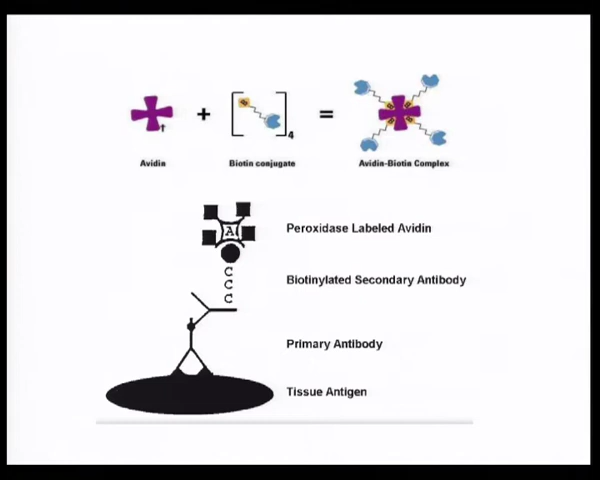 +
=
4
Avidin
Biotin conjugate
Avidin-Biotin Complex
A
Peroxidase Labeled Avidin
C
Biotinylated Secondary Antibody
C
C
Primary Antibody
Tissue Antigen